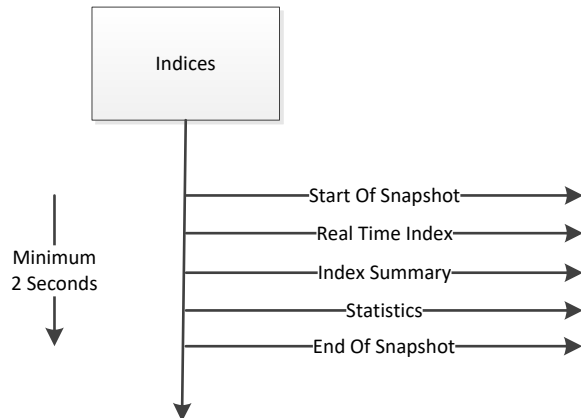 Indices
Start Of Snapshot
Real Time Index
Minimum
2 Seconds
Index Summary
Statistics
End Of Snapshot